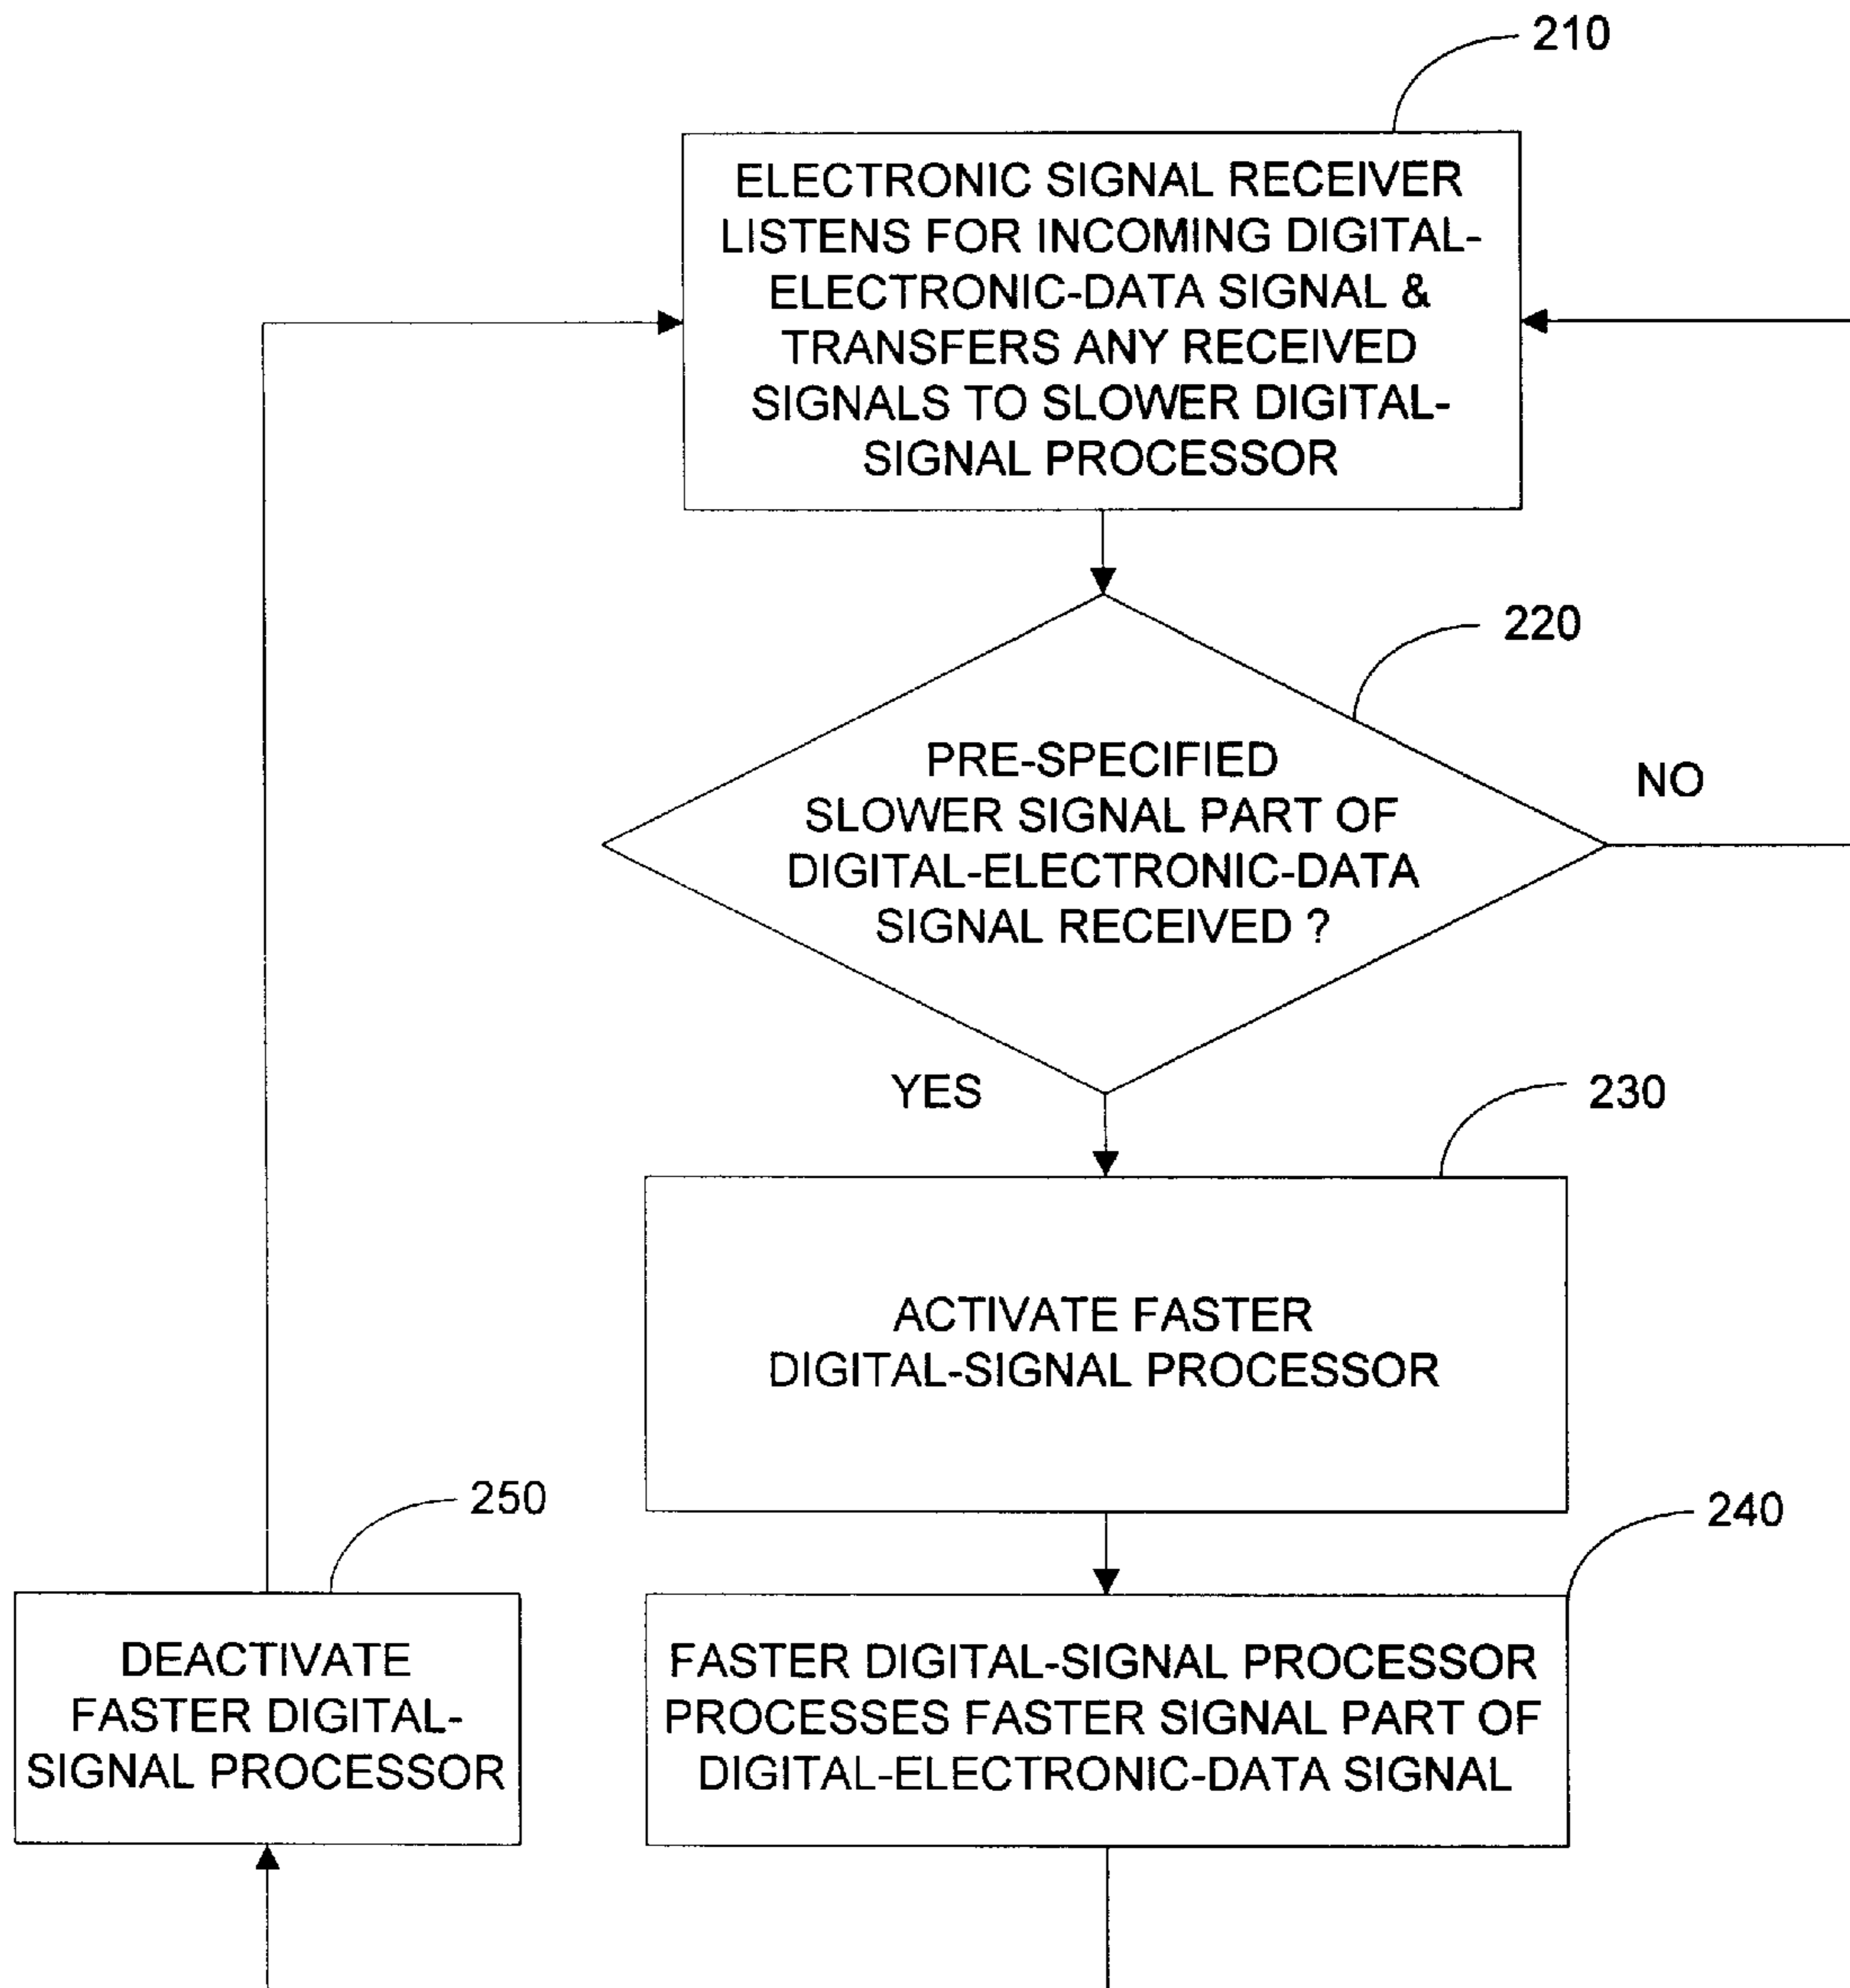 210
ELECTRONIC SIGNAL RECEIVER
LISTENS FOR INCOMING DIGITAL-
ELECTRONIC-DATA SIGNAL &
TRANSFERS ANY RECEIVED
SIGNALS TO SLOWER DIGITAL-
SIGNAL PROCESSOR
220
PRE-SPECIFIED
SLOWER SIGNAL PART OF
DIGITAL-ELECTRONIC-DATA
SIGNAL RECEIVED ?
NO
YES
230
ACTIVATE FASTER
DIGITAL-SIGNAL PROCESSOR
240
FASTER DIGITAL-SIGNAL PROCESSOR
PROCESSES FASTER SIGNAL PART OF
DIGITAL-ELECTRONIC-DATA SIGNAL
250
DEACTIVATE
FASTER DIGITAL-
SIGNAL PROCESSOR